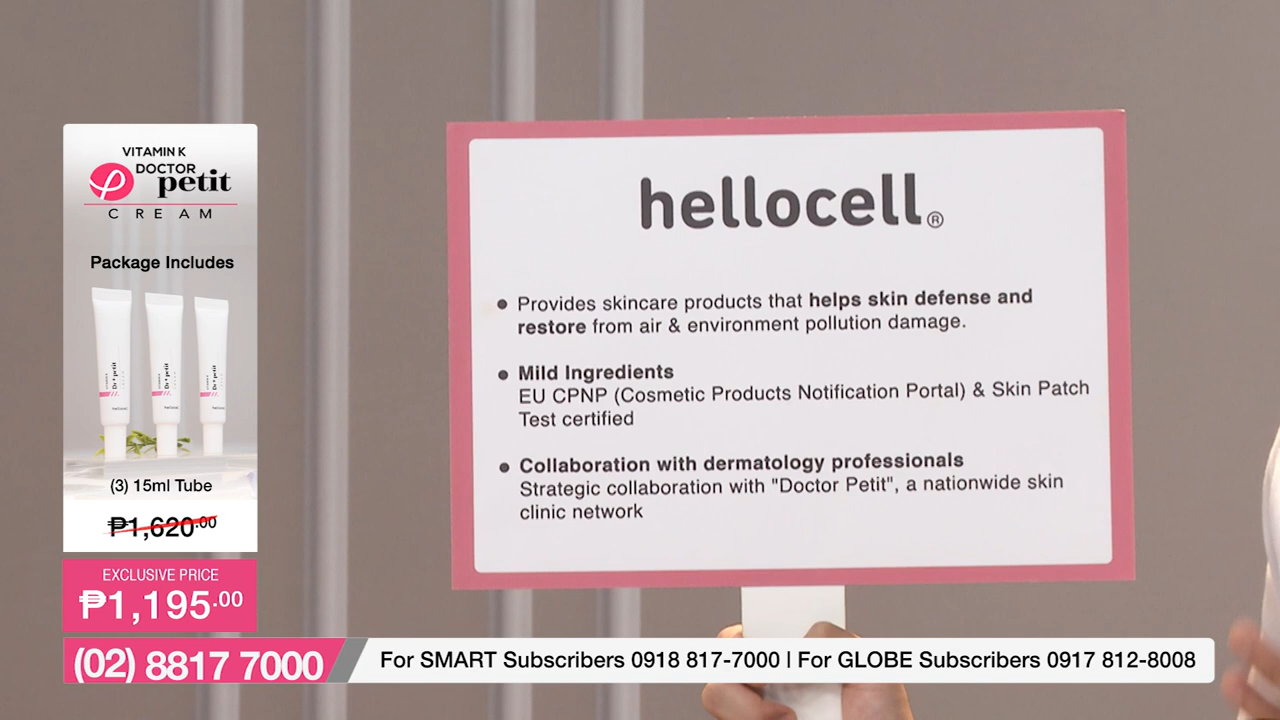 VITAMIN K
DOCTOR
petit
CREAM
Package Includes
(3) 15ml Tube
₱1,620.00
EXCLUSIVE PRICE
₱1,195.00
(02) 8817 7000
For SMART Subscribers 0918 817-7000 | For GLOBE Subscribers 0917 812-8008
hellocell®
• Provides skincare products that helps skin defense and
restore from air & environment pollution damage.
• Mild Ingredients
EU CPNP (Cosmetic Products Notification Portal) & Skin Patch
Test certified
• Collaboration with dermatology professionals
Strategic collaboration with "Doctor Petit", a nationwide skin
clinic network